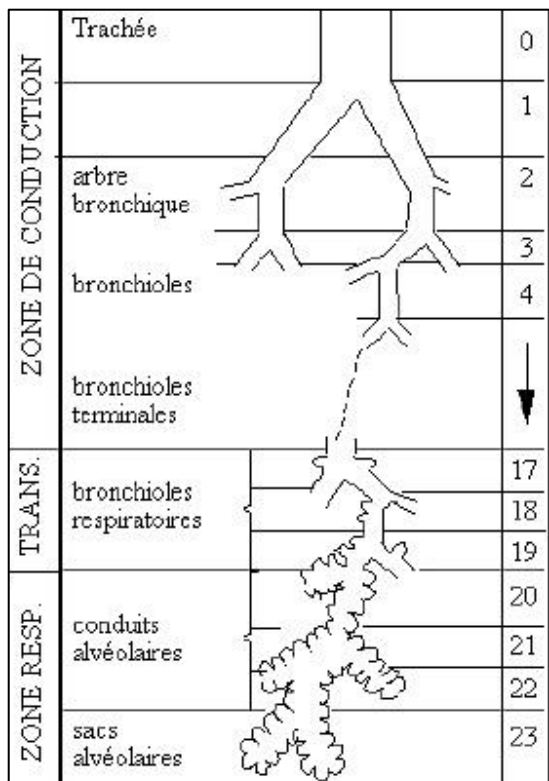 ZONE DE CONDUCTION
TRANS.
ZONE RESP.
Trachée
arbre
bronchique
bronchioles
bronchioles
terminales
bronchioles
respiratoires
conduits
alvéolaires
sacs
alvéolaires
0
1
2
3
4
17
18
19
20
21
22
23